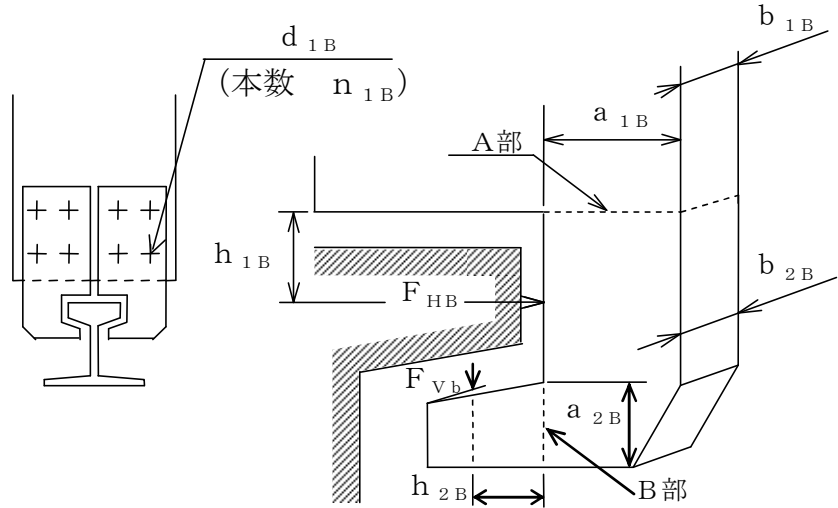 d 1B
(本数 n 1B)
b 1B
a 1B
A部
h 1B
b 2B
F HB
F Vb
a 2B
h 2B
B部